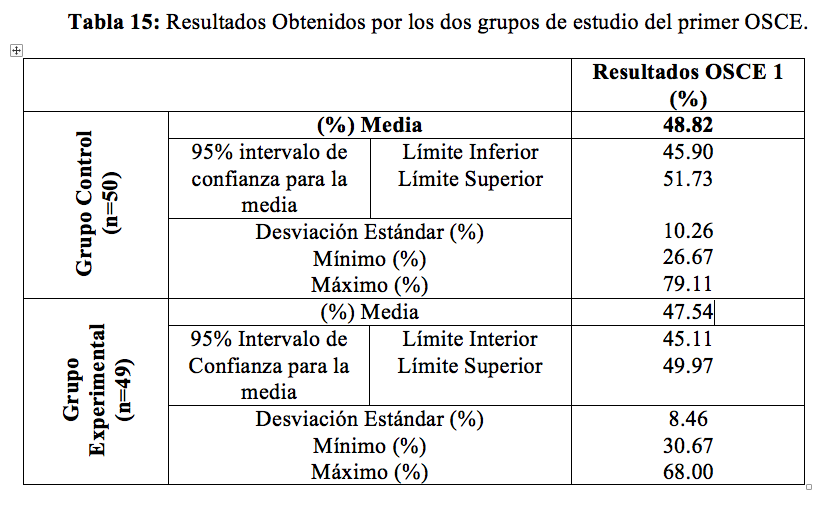 Tabla 15: Resultados Obtenidos por los dos grupos de estudio del primer OSCE.
Resultados OSCE 1
(%)
Grupo Control
(n=50)
(%) Media 48.82
95% intervalo de
confianza para la
media
Límite Inferior 45.90
Límite Superior 51.73
Desviación Estándar (%) 10.26
Mínimo (%) 26.67
Máximo (%) 79.11
Grupo
Experimental
(n=49)
(%) Media 47.54
95% Intervalo de
Confianza para la
media
Límite Interior 45.11
Límite Superior 49.97
Desviación Estándar (%) 8.46
Mínimo (%) 30.67
Máximo (%) 68.00